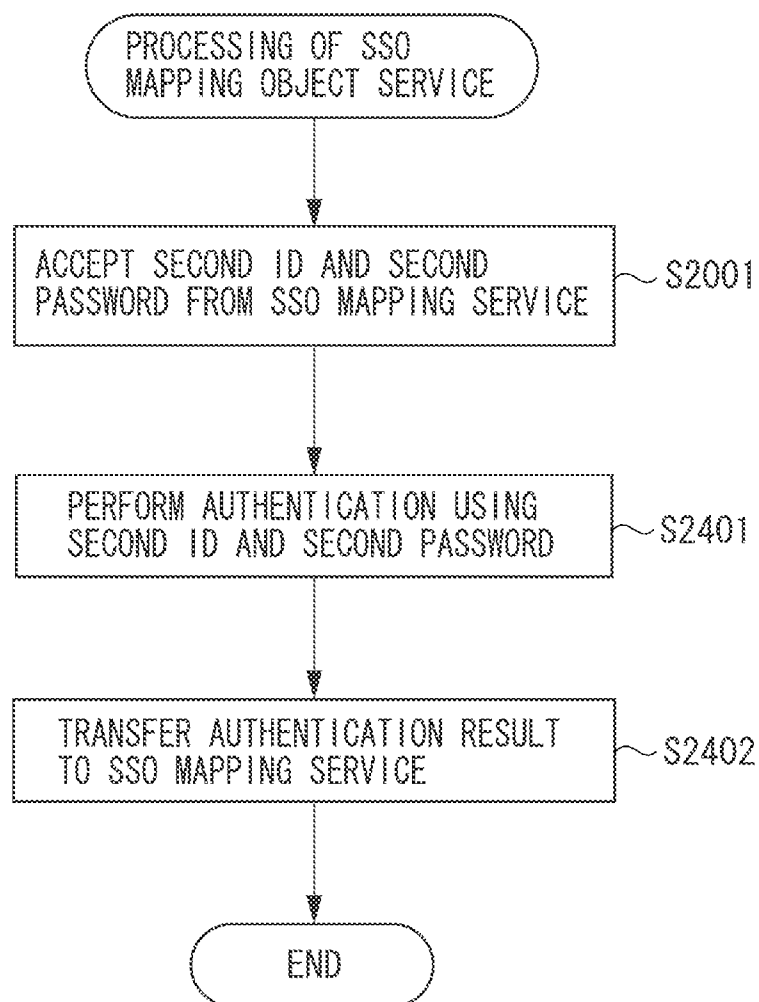 PROCESSING OF SSO
MAPPING OBJECT SERVICE
ACCEPT SECOND ID AND SECOND
PASSWORD FROM SSO MAPPING SERVICE
S2001
PERFORM AUTHENTICATION USING
SECOND ID AND SECOND PASSWORD
S2401
TRANSFER AUTHENTICATION RESULT
TO SSO MAPPING SERVICE
S2402
END